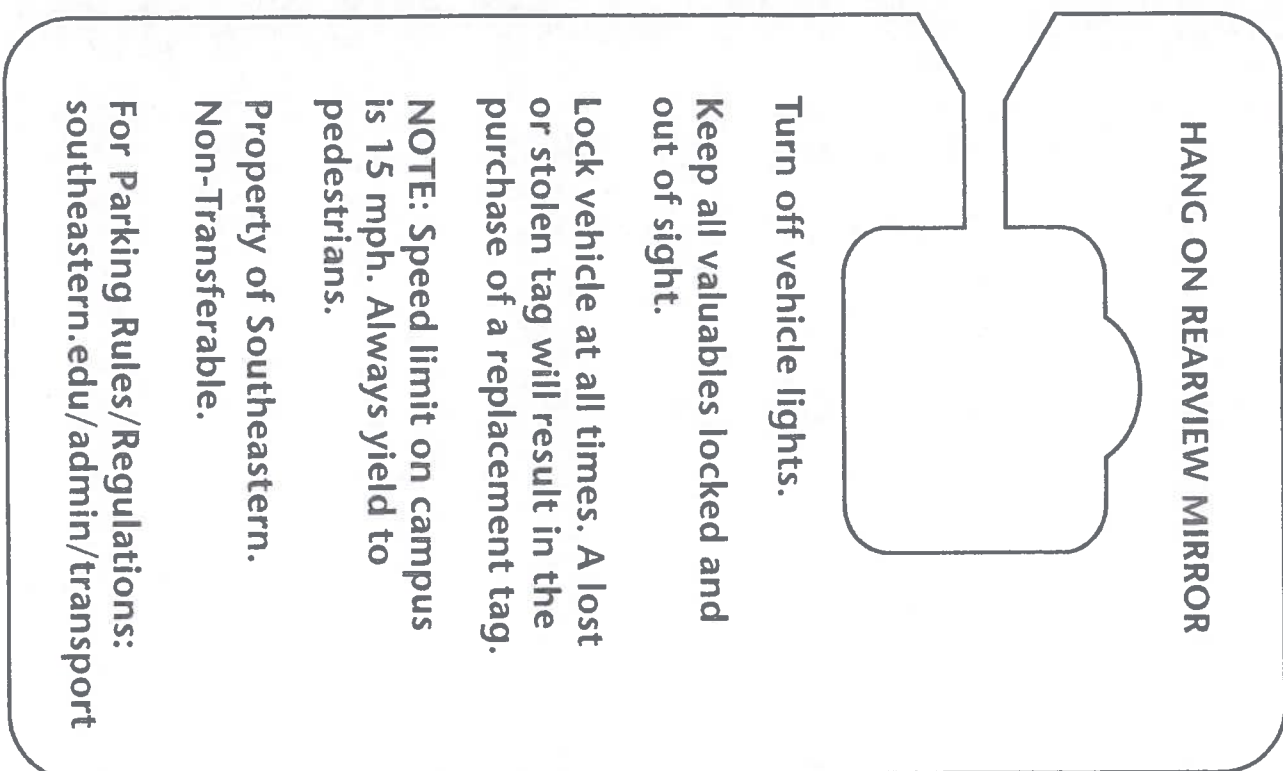 HANG ON REARVIEW MIRROR
Turn off vehicle lights.
Keep all valuables locked and
out of sight.
Lock vehicle at all times. A lost
or stolen tag will result in the
purchase of a replacement tag.
NOTE: Speed limit on campus
is 15 mph. Always yield to
pedestrians.
Property of Southeastern.
Non-Transferable.
For Parking Rules/Regulations:
southeastern.edu/admin/transport